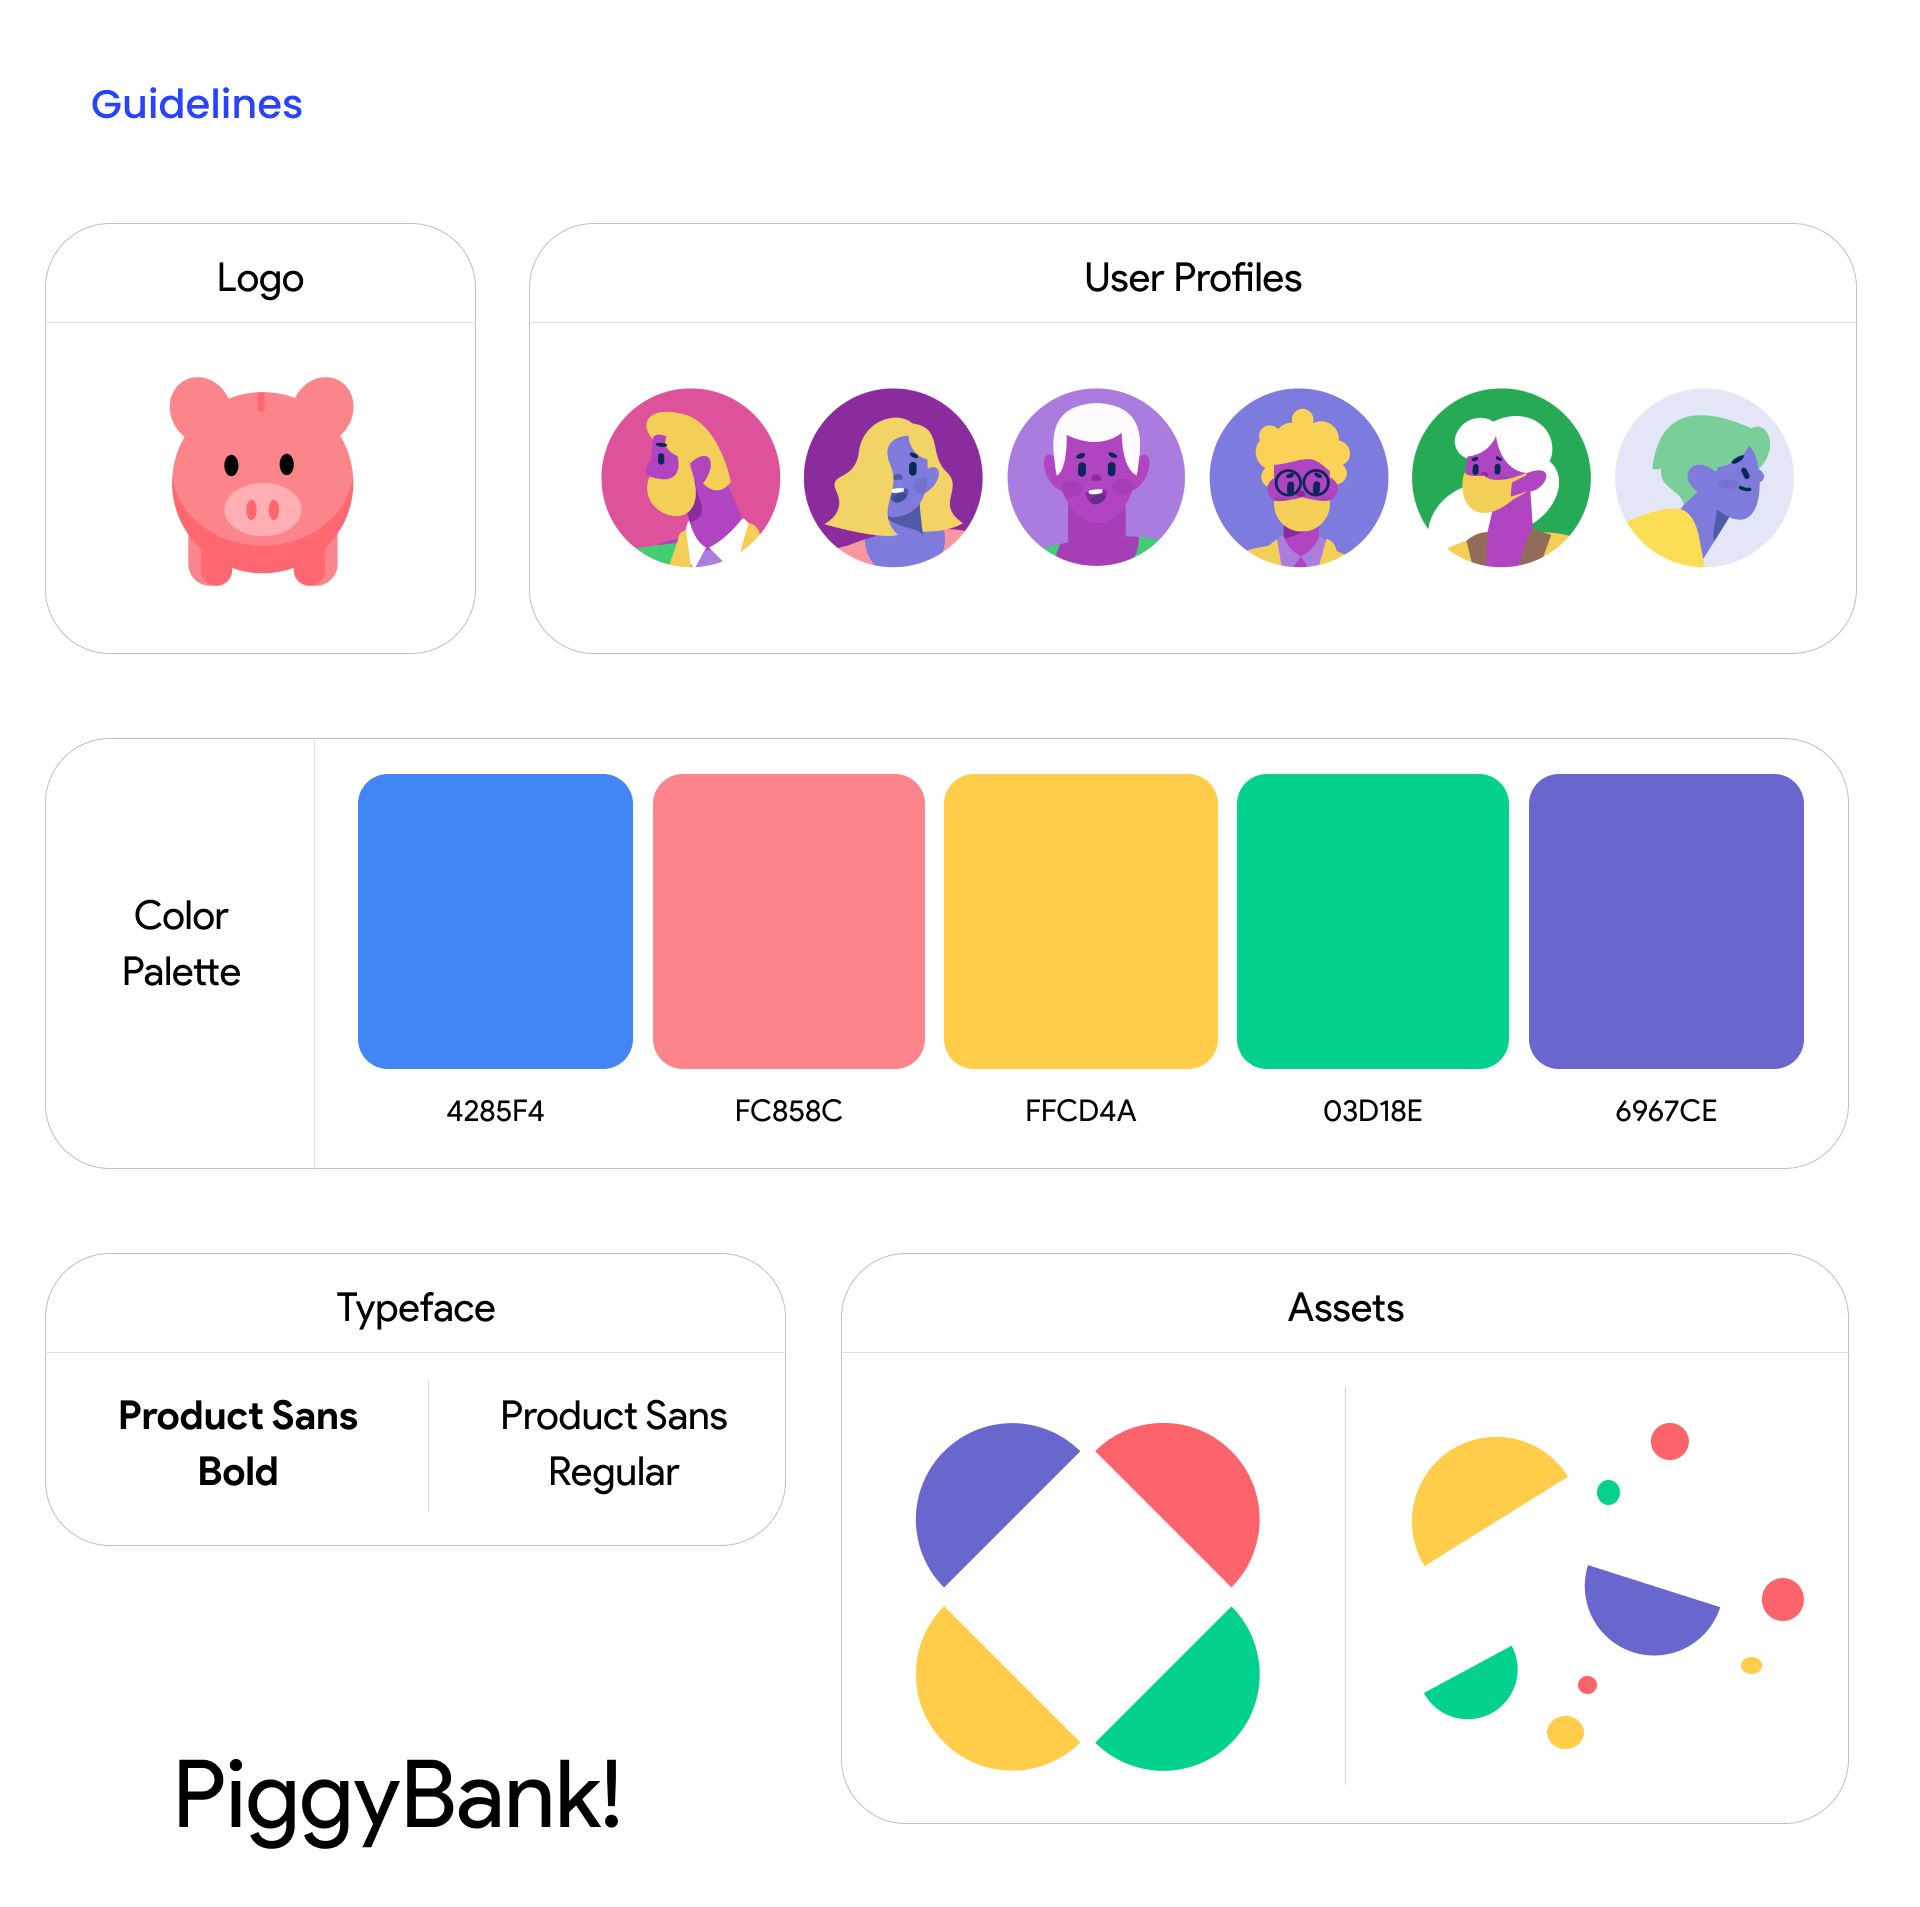 Guidelines
Logo
User Profiles
Color
Palette
4285F4
FC858C
FFCD4A
03D18E
6967CE
Typeface
Product Sans
Bold
Product Sans
Regular
Assets
PiggyBank!